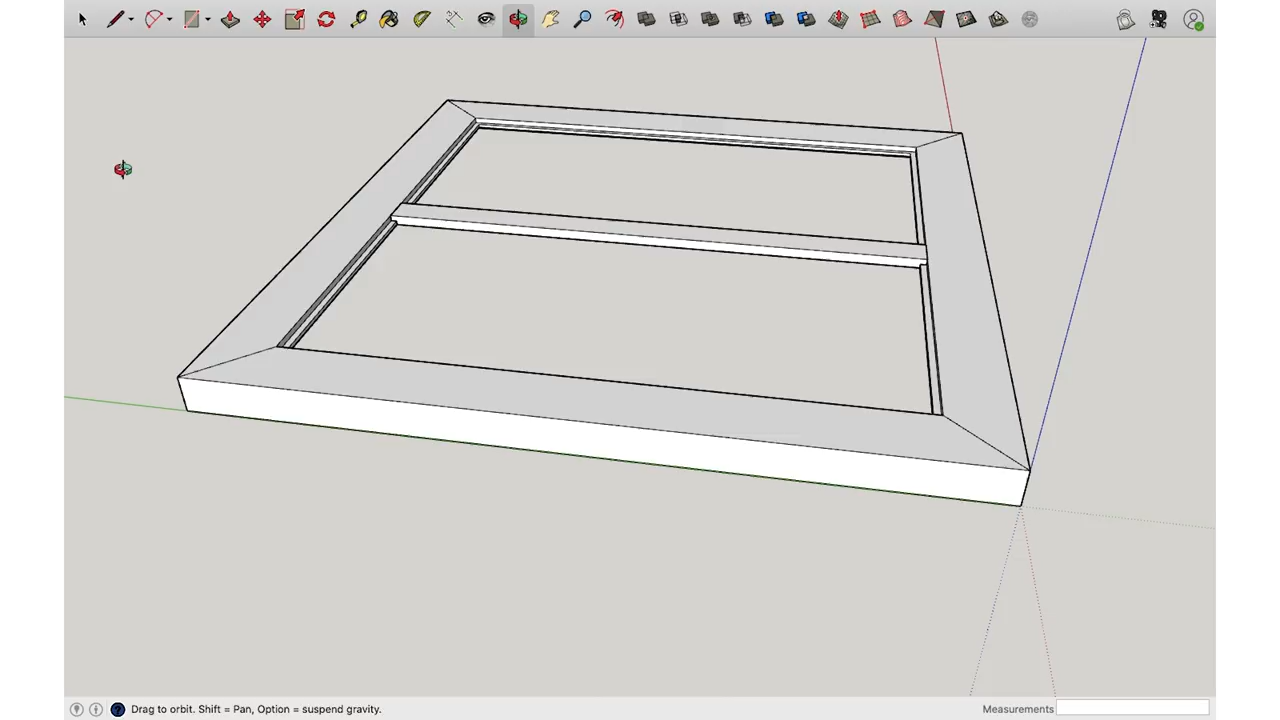 Drag to orbit. Shift = Pan, Option = suspend gravity.
Measurements